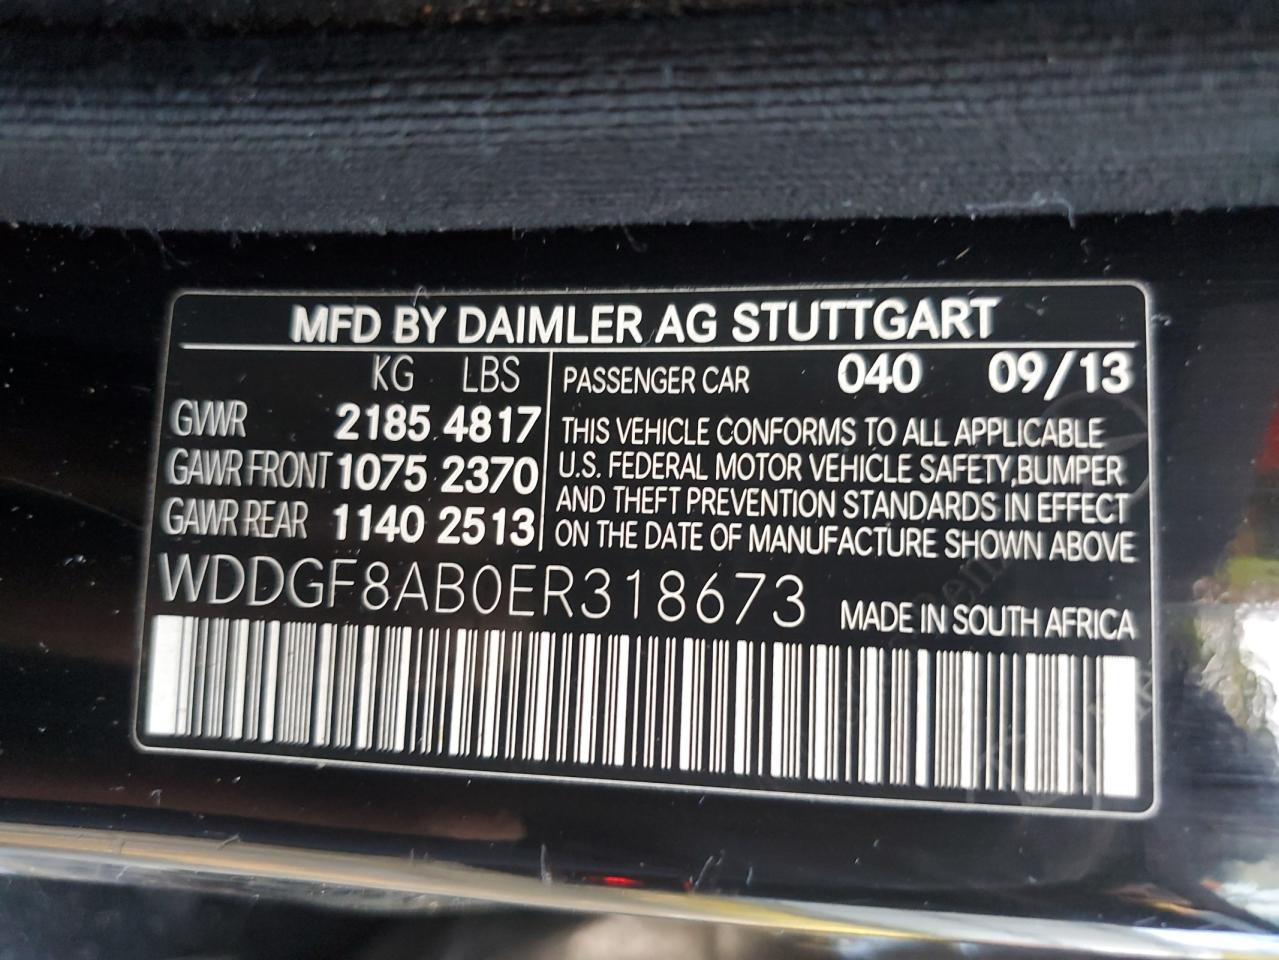 MFD BY DAIMLER AG STUTTGART
KG LBS
GVWR 2185 4817
GAWR FRONT 1075 2370
GAWR REAR 1140 2513
PASSENGER CAR 040 09/13
THIS VEHICLE CONFORMS TO ALL APPLICABLE
U.S. FEDERAL MOTOR VEHICLE SAFETY,BUMPER
AND THEFT PREVENTION STANDARDS IN EFFECT
ON THE DATE OF MANUFACTURE SHOWN ABOVE
WDDGF8AB0ER318673
MADE IN SOUTH AFRICA